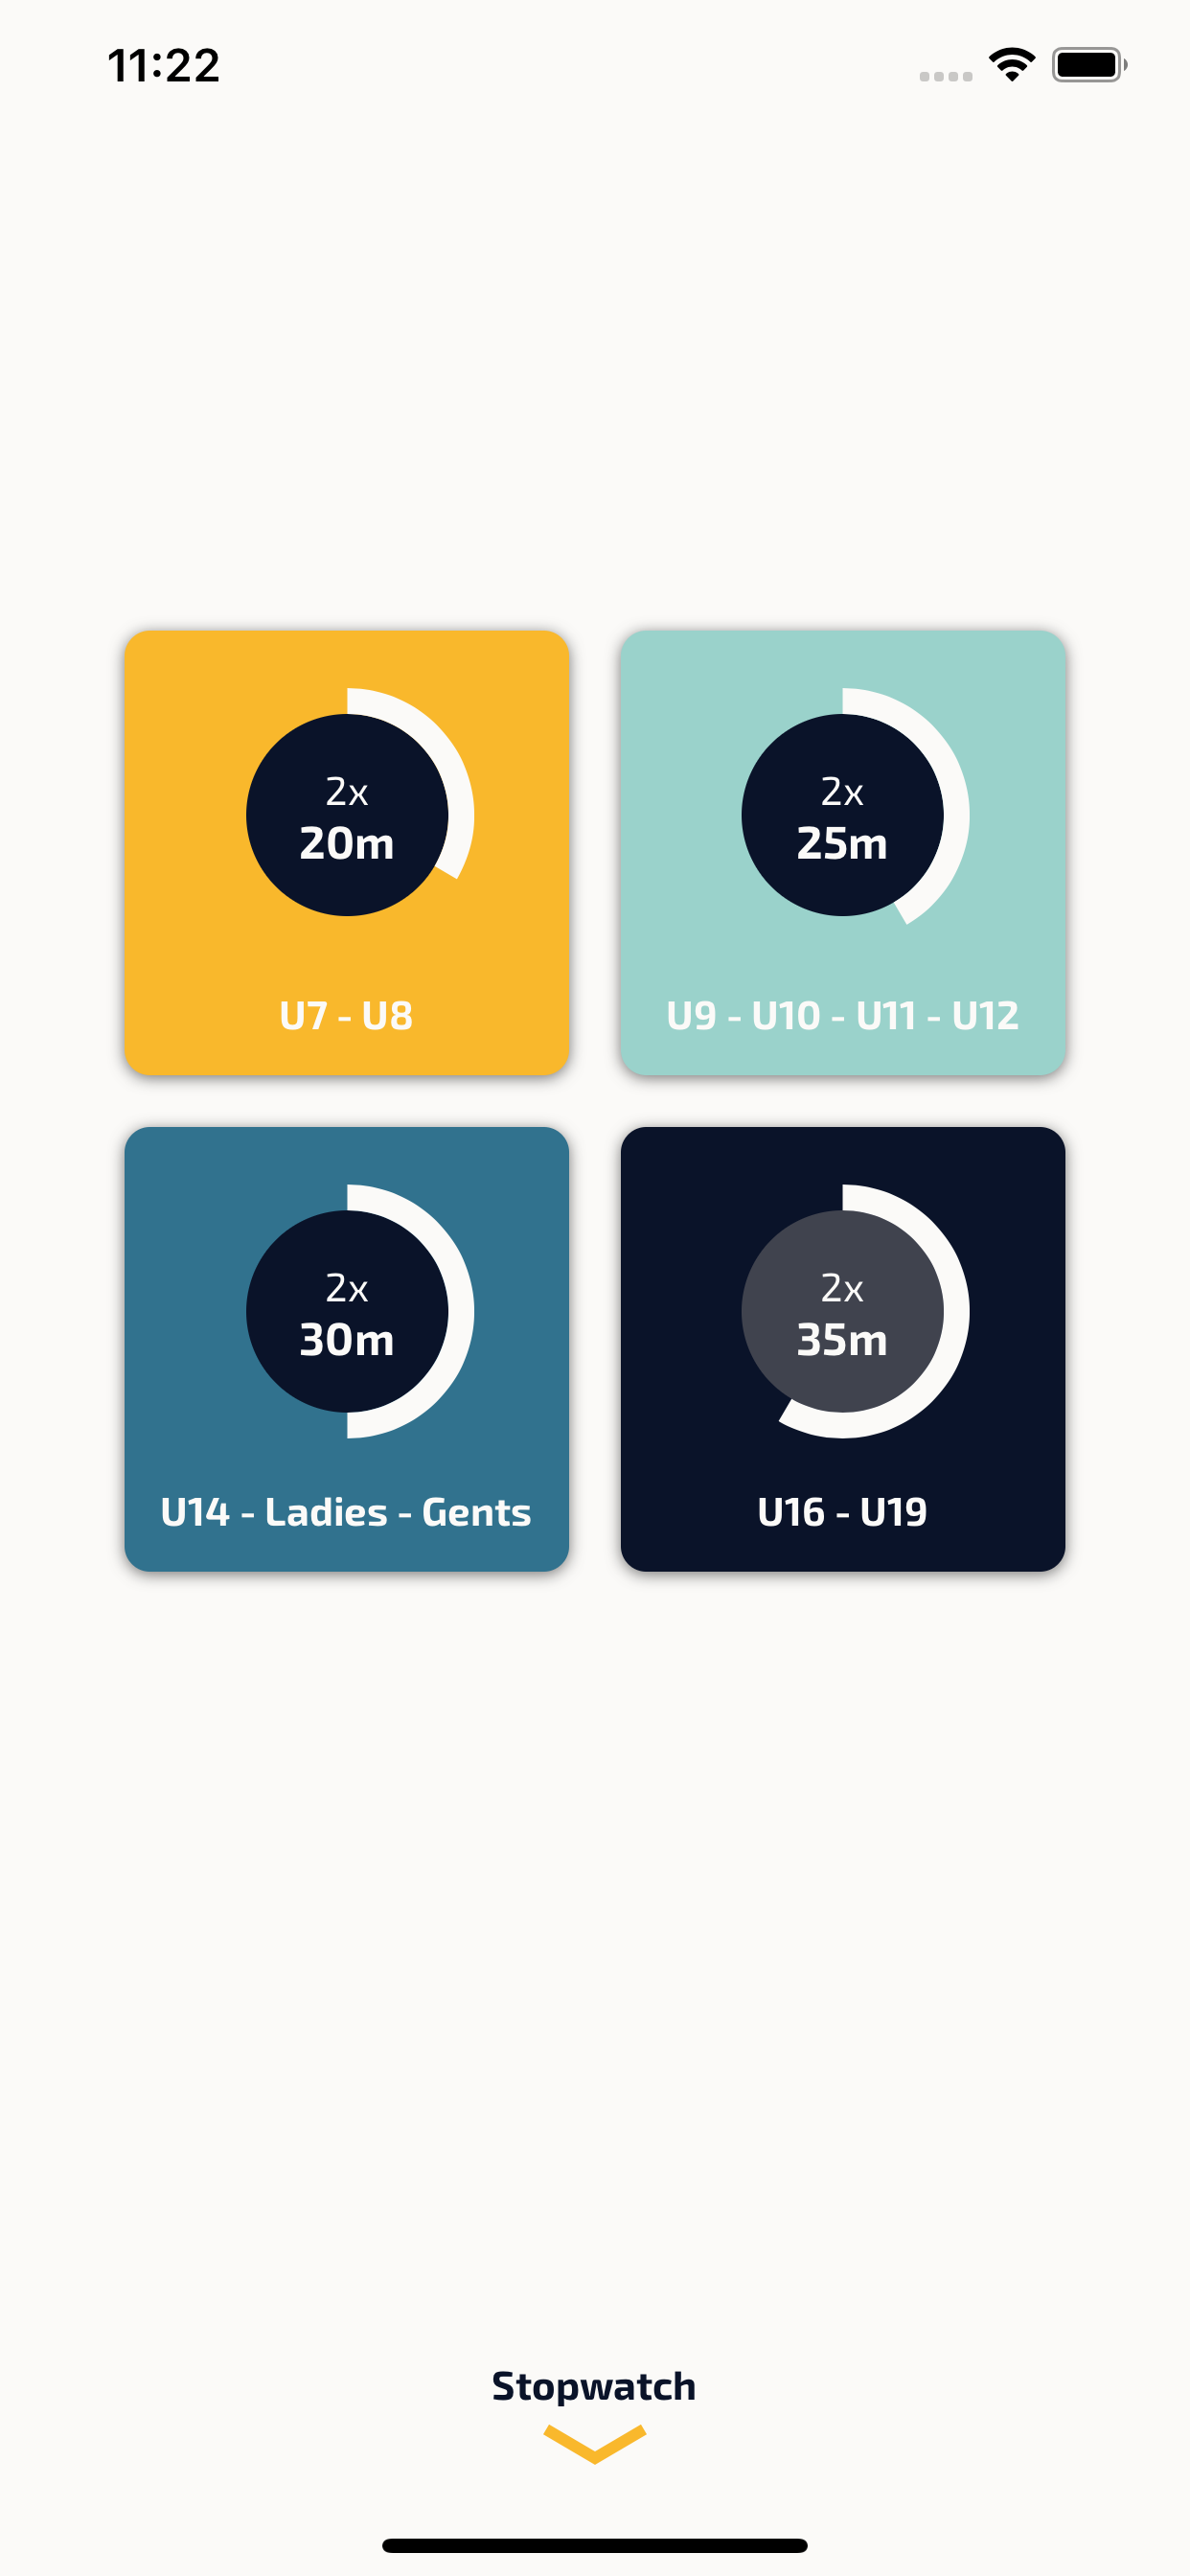 11:22
2x
20m
U7 - U8
2x
25m
U9 - U10 - U11 - U12
2x
30m
U14 - Ladies - Gents
2x
35m
U16 - U19
Stopwatch